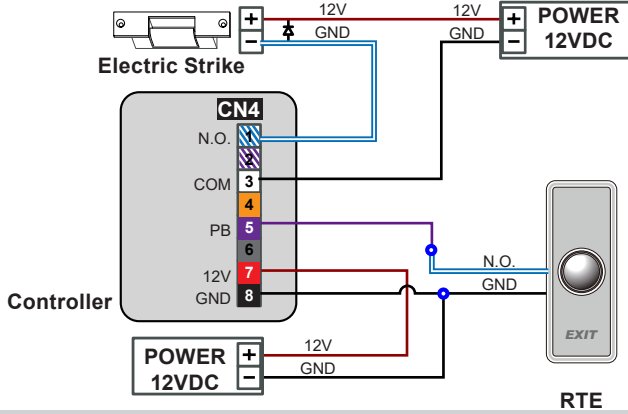 12V
12V
+
+
POWER
12VDC
GND
GND
−
−
Electric Strike
CN4
N.O.
1
2
COM
3
4
PB
5
6
N.O.
12V
7
GND
GND
8
Controller
EXIT
POWER
12VDC
+
12V
−
GND
RTE